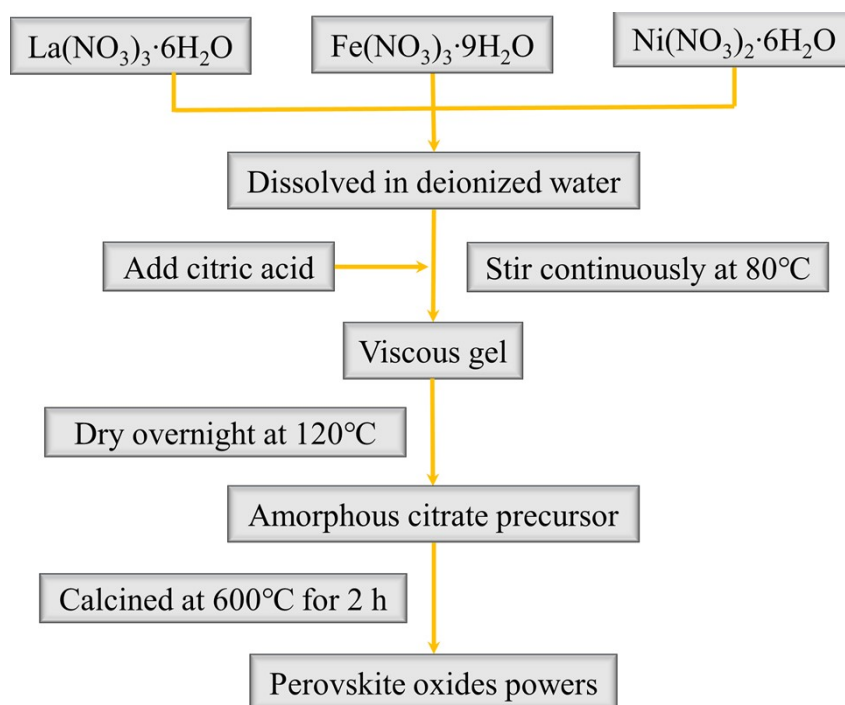 La(NO₃)₃·6H₂O
Fe(NO₃)₃·9H₂O
Ni(NO₃)₂·6H₂O
Dissolved in deionized water
Add citric acid
Stir continuously at 80℃
Viscous gel
Dry overnight at 120℃
Amorphous citrate precursor
Calcined at 600℃ for 2 h
Perovskite oxides powers